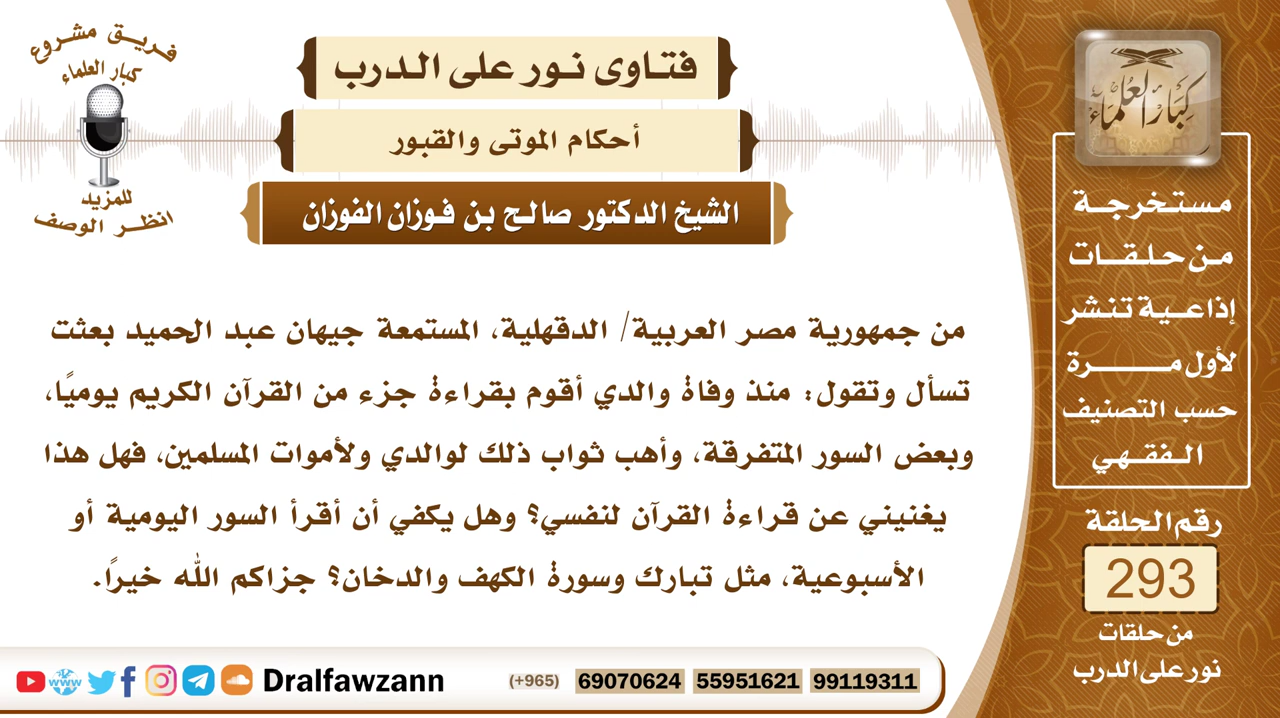 فريق مشروع
كبار العلماء
للمزيد
انظر الوصف
فتاوى نور على الدرب
أحكام الموتى والقبور
الشيخ الدكتور صالح بن فوزان الفوزان
من جمهورية مصر العربية/ الدقهلية، المستمعة جيهان عبد الحميد بعثت
تسأل وتقول: منذ وفاة والدي أقوم بقراءة جزء من القرآن الكريم يوميًا،
وبعض السور المتفرقة، وأهب ثواب ذلك لوالدي ولأموات المسلمين، فهل هذا
يغنيني عن قراءة القرآن لنفسي؟ وهل يكفي أن أقرأ السور اليومية أو
الأسبوعية، مثل تبارك وسورة الكهف والدخان؟ جزاكم الله خيرًا.
كبار العلماء
مستخرجة
من حلقات
إذاعية تنشر
لأول مرة
حسب التصنيف
الفقهي
رقم الحلقة
293
من حلقات
نور على الدرب
www Dralfawzann (+965) 69070624 55951621 99119311